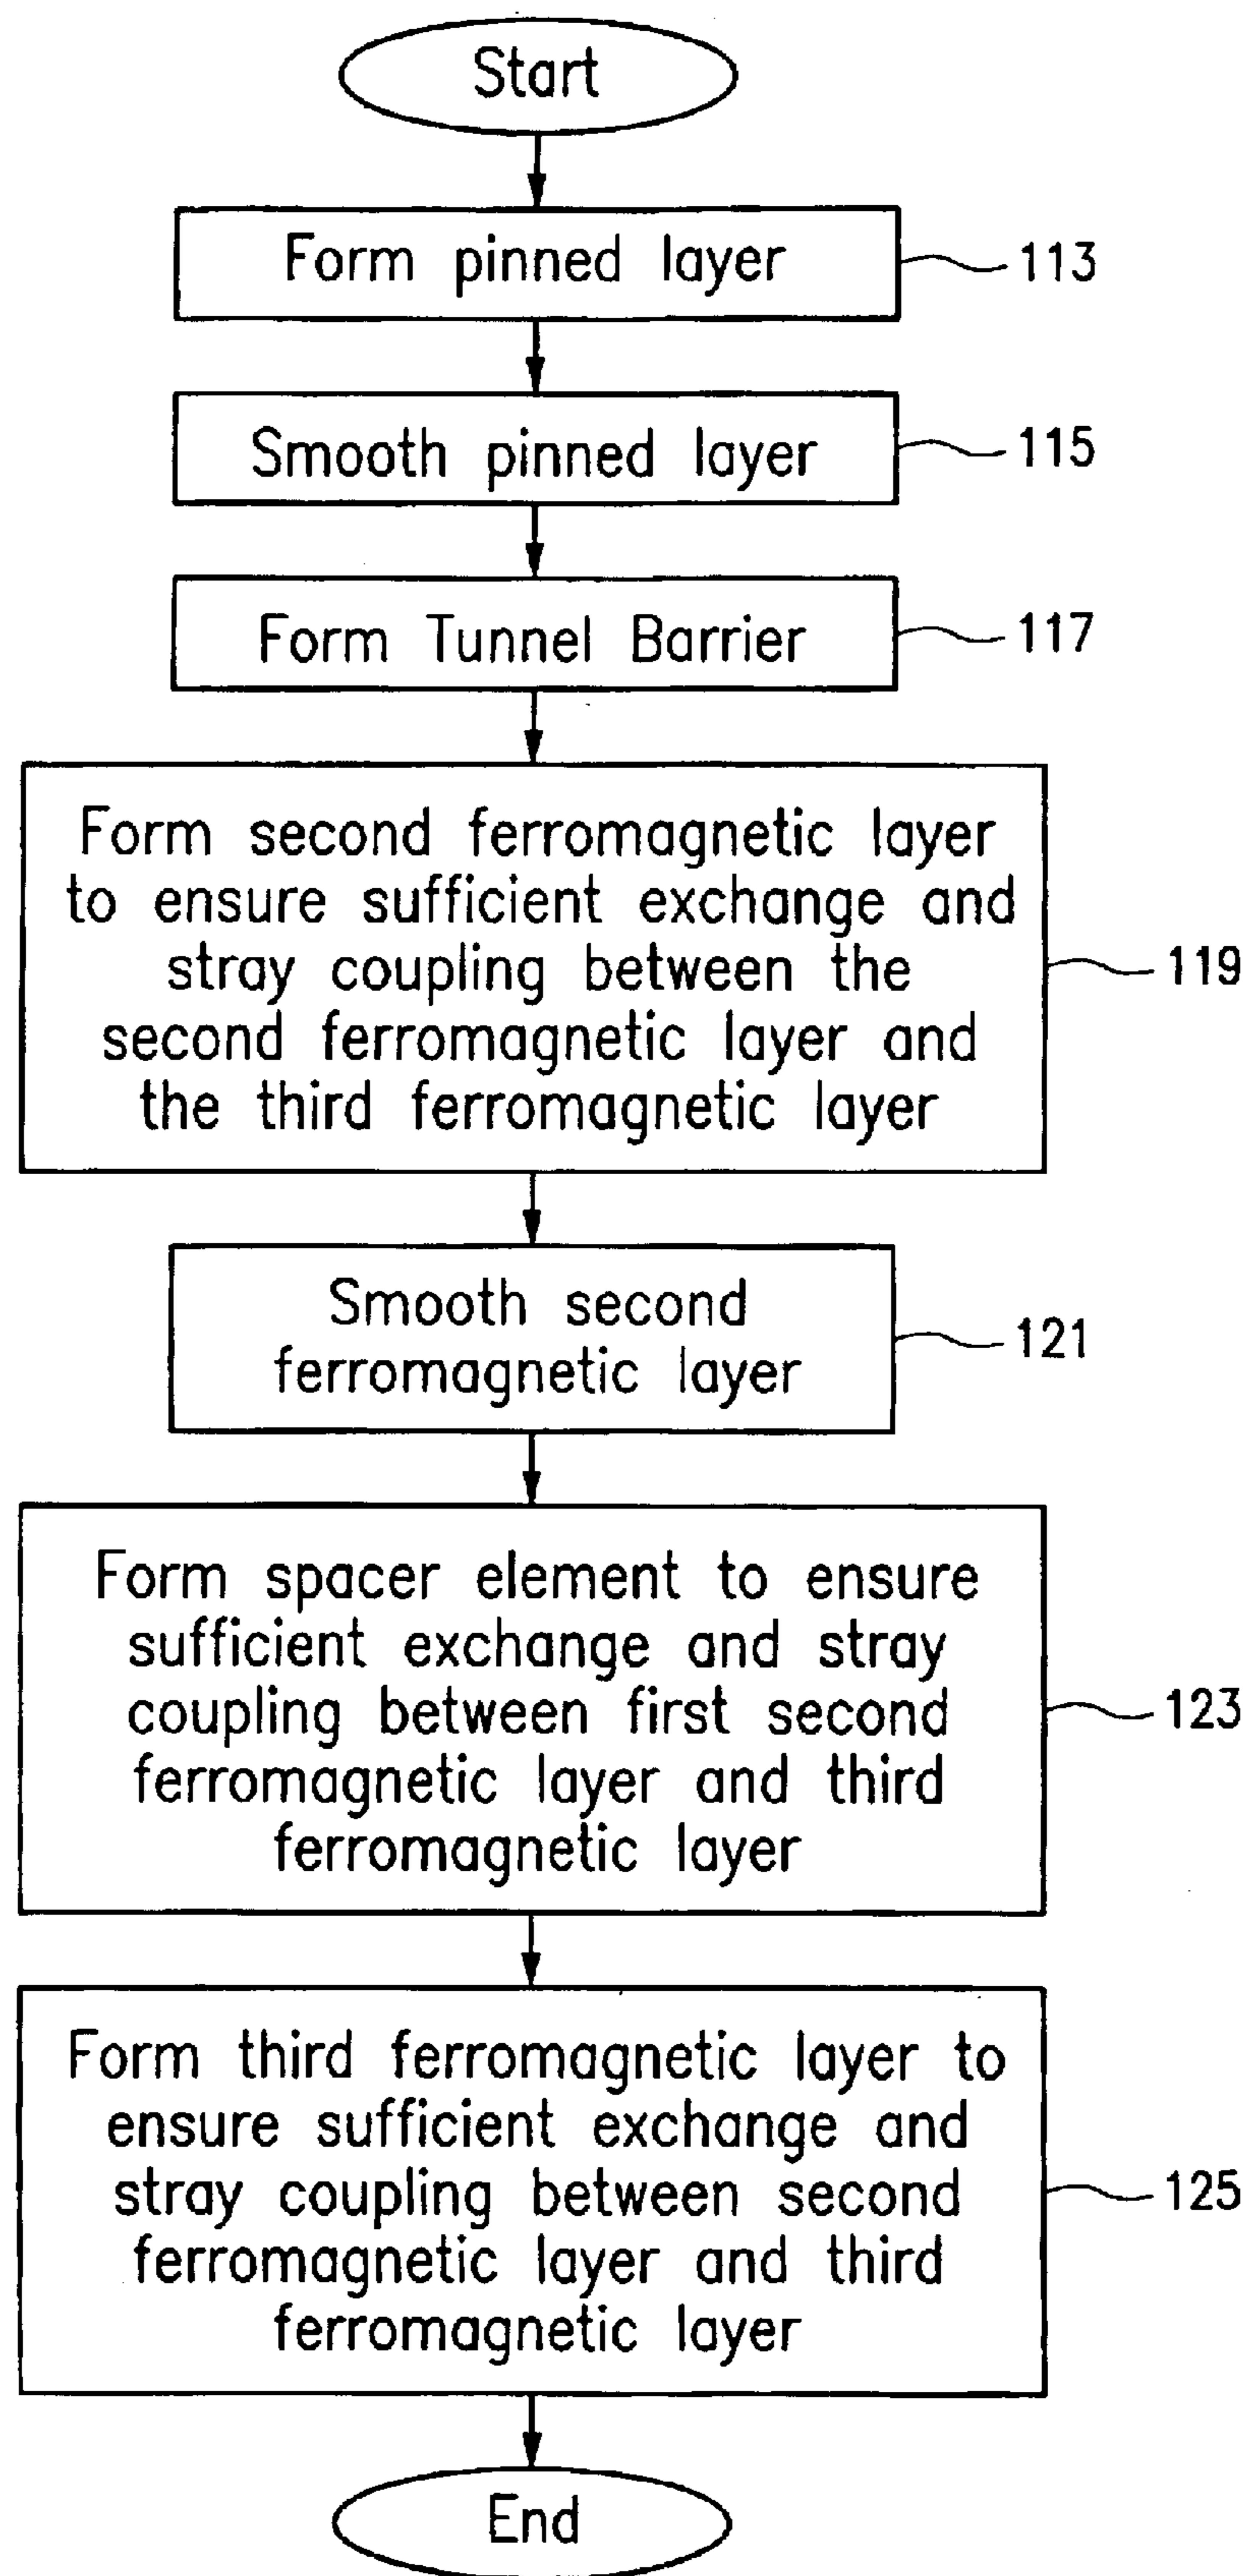 Start
Form pinned layer
113
Smooth pinned layer
115
Form Tunnel Barrier
117
Form second ferromagnetic layer
to ensure sufficient exchange and
stray coupling between the
second ferromagnetic layer and
the third ferromagnetic layer
119
Smooth second
ferromagnetic layer
121
Form spacer element to ensure
sufficient exchange and stray
coupling between first second
ferromagnetic layer and third
ferromagnetic layer
123
Form third ferromagnetic layer to
ensure sufficient exchange and
stray coupling between second
ferromagnetic layer and third
ferromagnetic layer
125
End